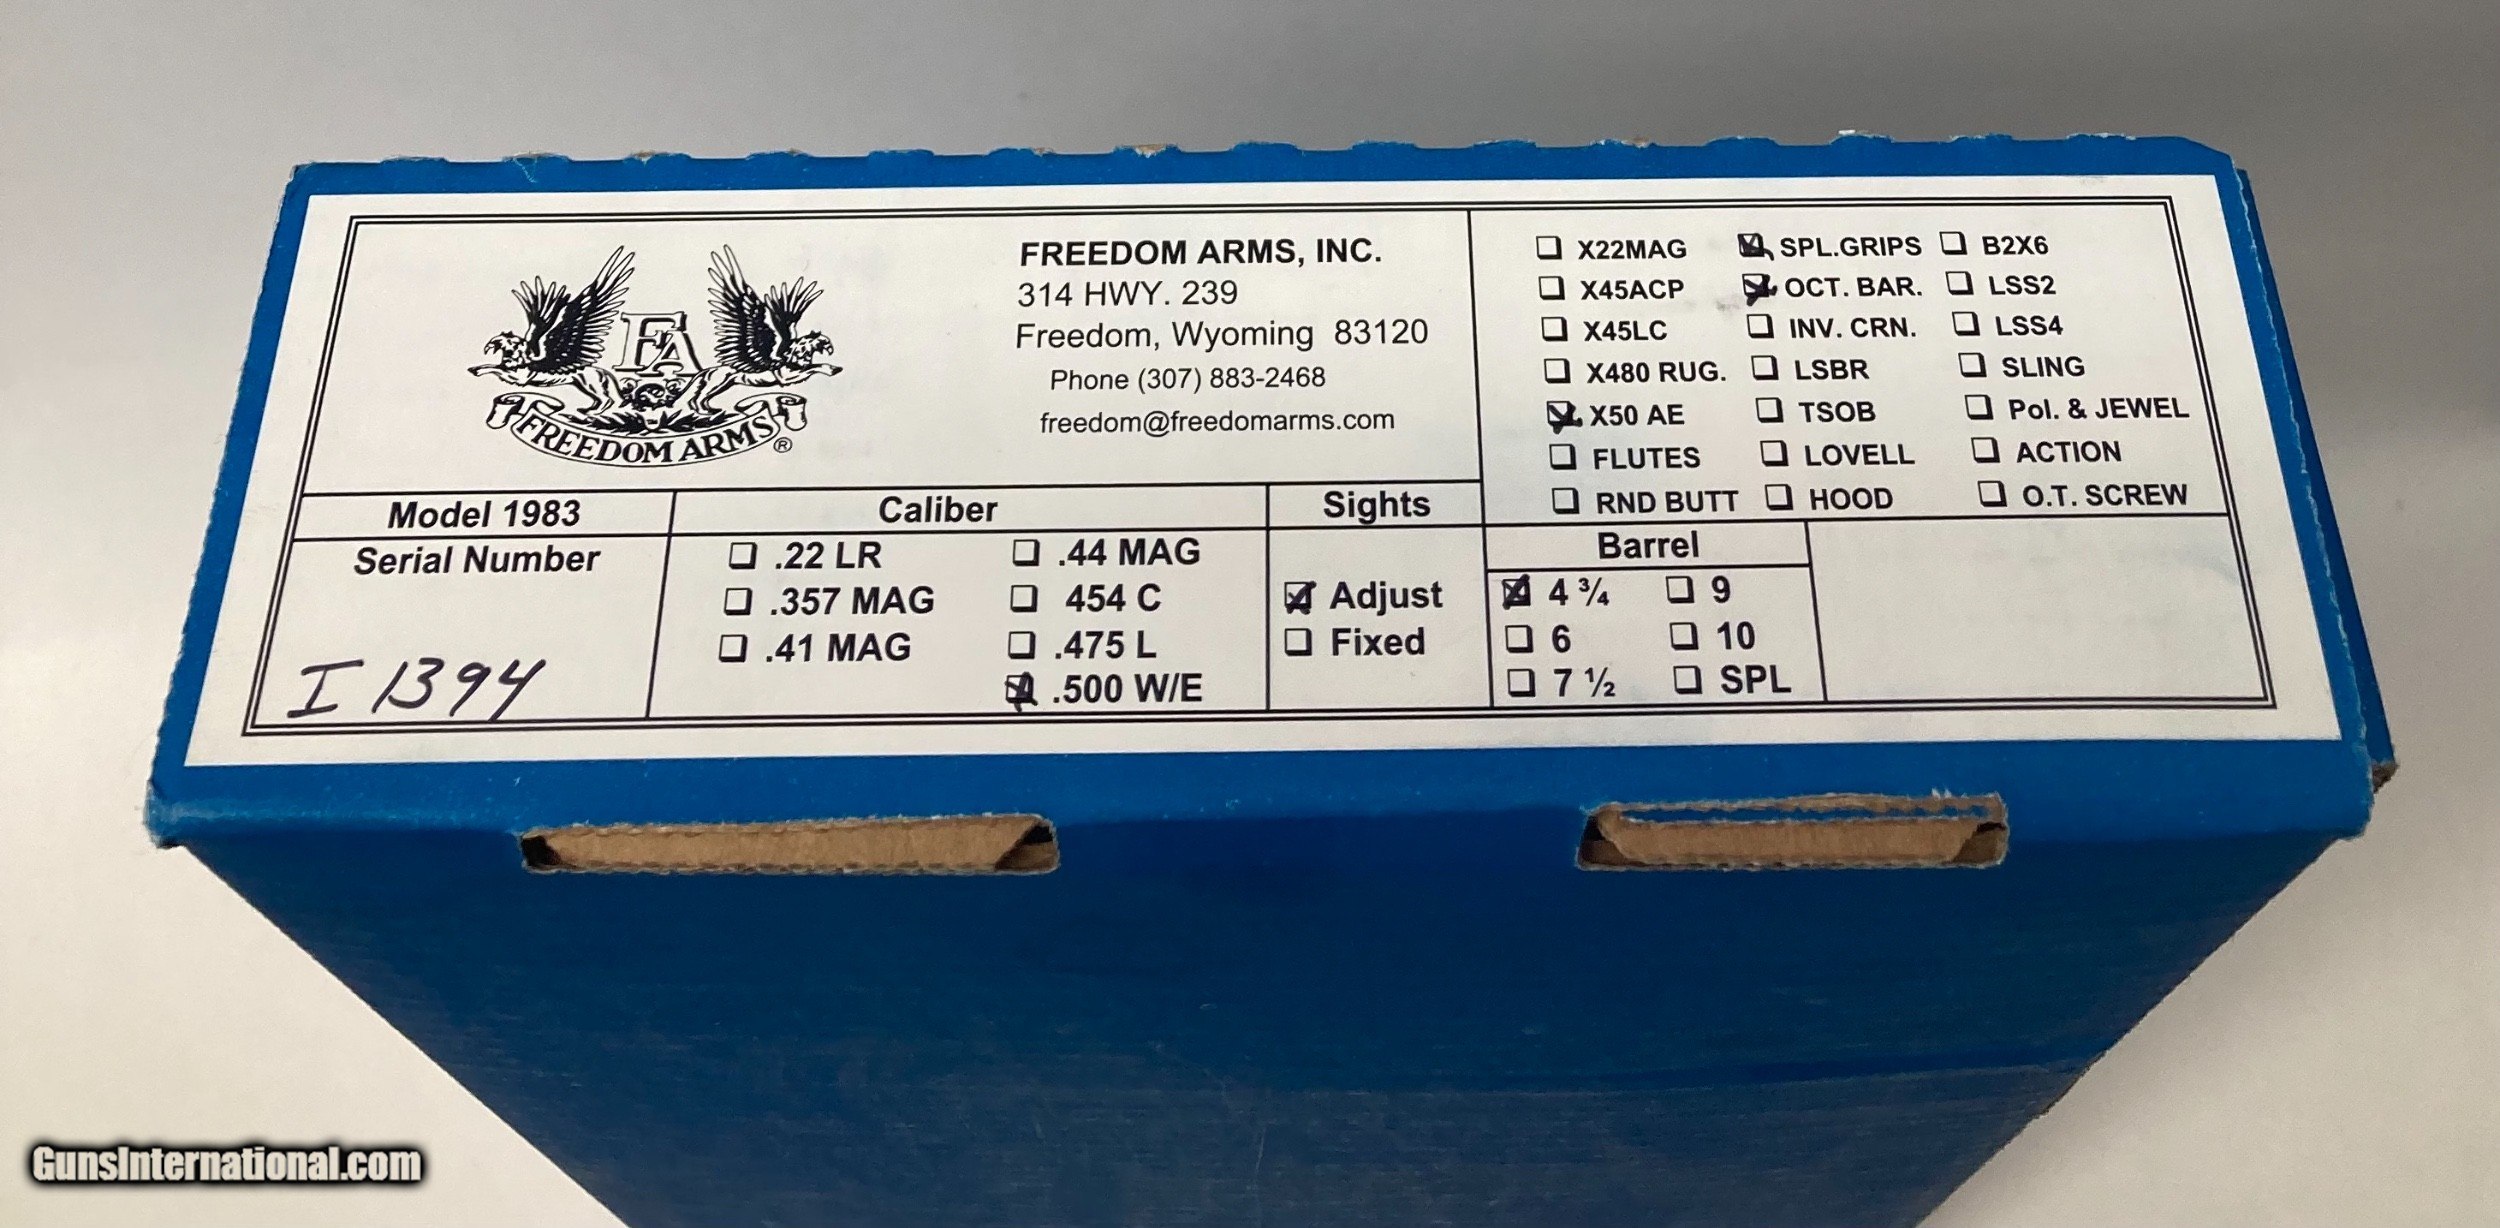 FA
FREEDOM ARMS®
FREEDOM ARMS, INC.
314 HWY. 239
Freedom, Wyoming 83120
Phone (307) 883-2468
freedom@freedomarms.com
X22MAG SPL.GRIPS B2X6
X45ACP OCT. BAR. LSS2
X45LC INV. CRN. LSS4
X480 RUG. LSBR SLING
X50 AE TSOB Pol. & JEWEL
FLUTES LOVELL ACTION
RND BUTT HOOD O.T. SCREW
Model 1983
Serial Number
I 1394
Caliber
.22 LR .44 MAG
.357 MAG 454 C
.41 MAG .475 L
.500 W/E
Sights
Adjust
Fixed
Barrel
4 ¾ 9
6 10
7 ½ SPL
GunsInternational.com